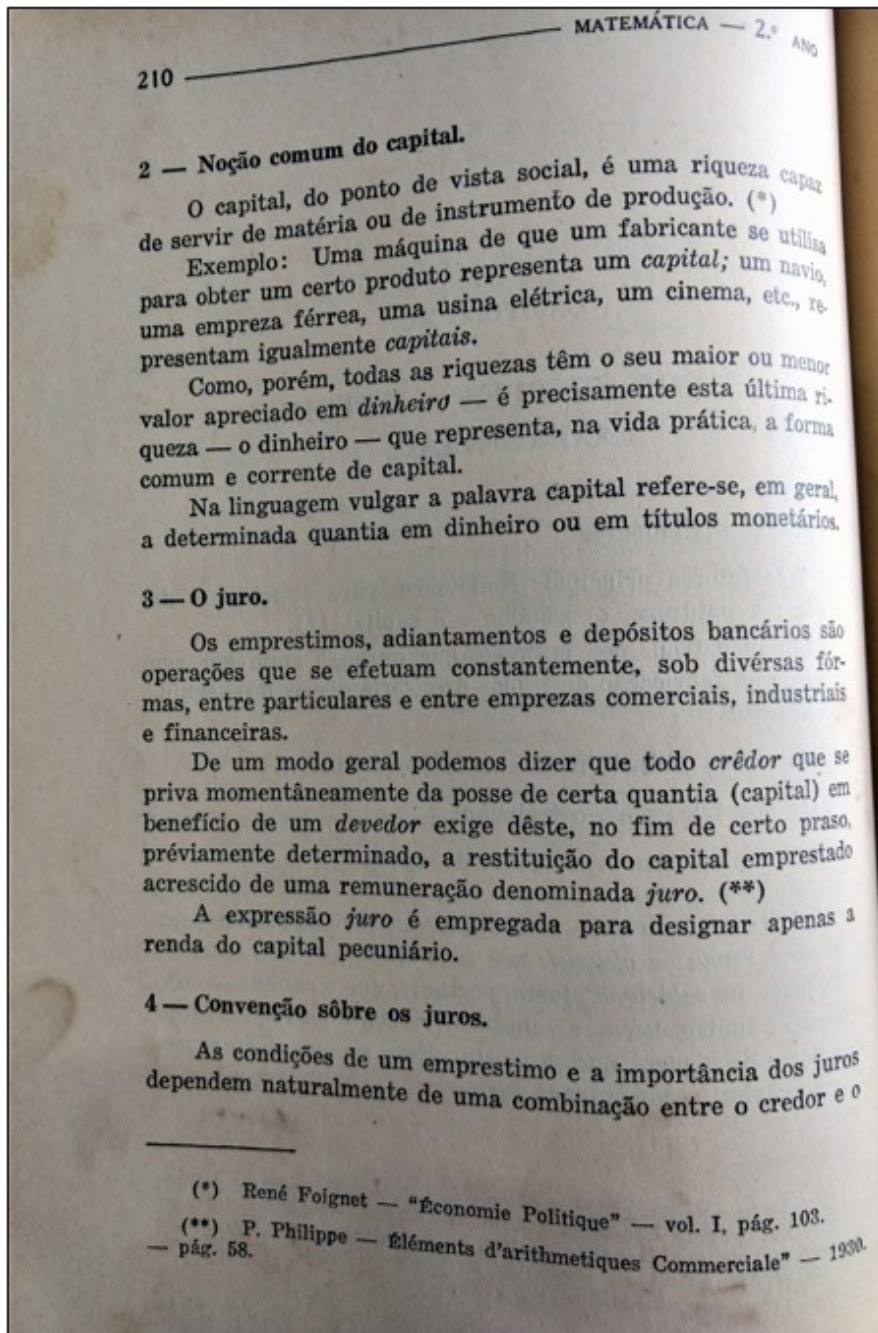 MATEMÁTICA — 2.º ANO
210
2 — Noção comum do capital.
O capital, do ponto de vista social, é uma riqueza capaz
de servir de matéria ou de instrumento de produção. (*)
Exemplo: Uma máquina de que um fabricante se utilisa
para obter um certo produto representa um capital; um navio,
uma empreza férrea, uma usina elétrica, um cinema, etc., re-
presentam igualmente capitais.
Como, porém, todas as riquezas têm o seu maior ou menor
valor apreciado em dinheiro — é precisamente esta última ri-
queza — o dinheiro — que representa, na vida prática, a forma
comum e corrente de capital.
Na linguagem vulgar a palavra capital refere-se, em geral,
a determinada quantia em dinheiro ou em títulos monetários.
3 — O juro.
Os emprestimos, adiantamentos e depósitos bancários são
operações que se efetuam constantemente, sob divérsas fór-
mas, entre particulares e entre emprezas comerciais, industriais
e financeiras.
De um modo geral podemos dizer que todo crêdor que se
priva momentâneamente da posse de certa quantia (capital) em
benefício de um devedor exige dêste, no fim de certo praso,
préviamente determinado, a restituição do capital emprestado
acrescido de uma remuneração denominada juro. (**)
A expressão juro é empregada para designar apenas a
renda do capital pecuniário.
4 — Convenção sôbre os juros.
As condições de um emprestimo e a importância dos juros
dependem naturalmente de uma combinação entre o credor e o
(*) René Foignet — "Économie Politique" — vol. I, pág. 103.
(**) P. Philippe — Éléments d'arithmetiques Commerciale" — 1930.
— pág. 58.